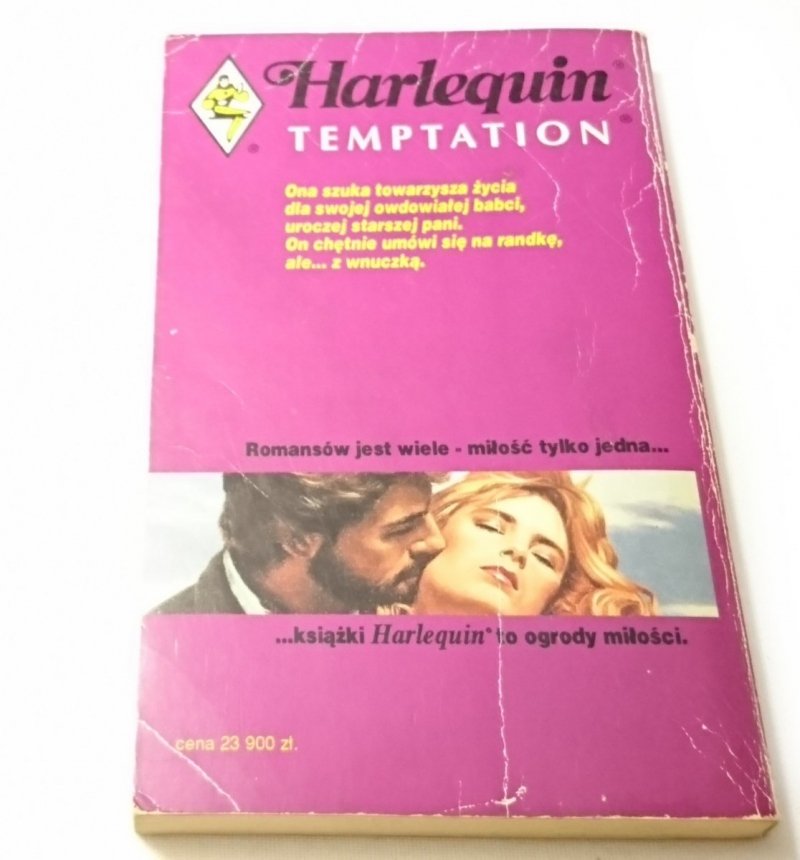 Harlequin®
TEMPTATION®
®
Ona szuka towarzysza życia
dla swojej owdowiałej babci,
uroczej starszej pani.
On chętnie umówi się na randkę,
ale... z wnuczką.
Romansów jest wiele - miłość tylko jedna...
...książki Harlequin® to ogrody miłości.
cena 23 900 zł.